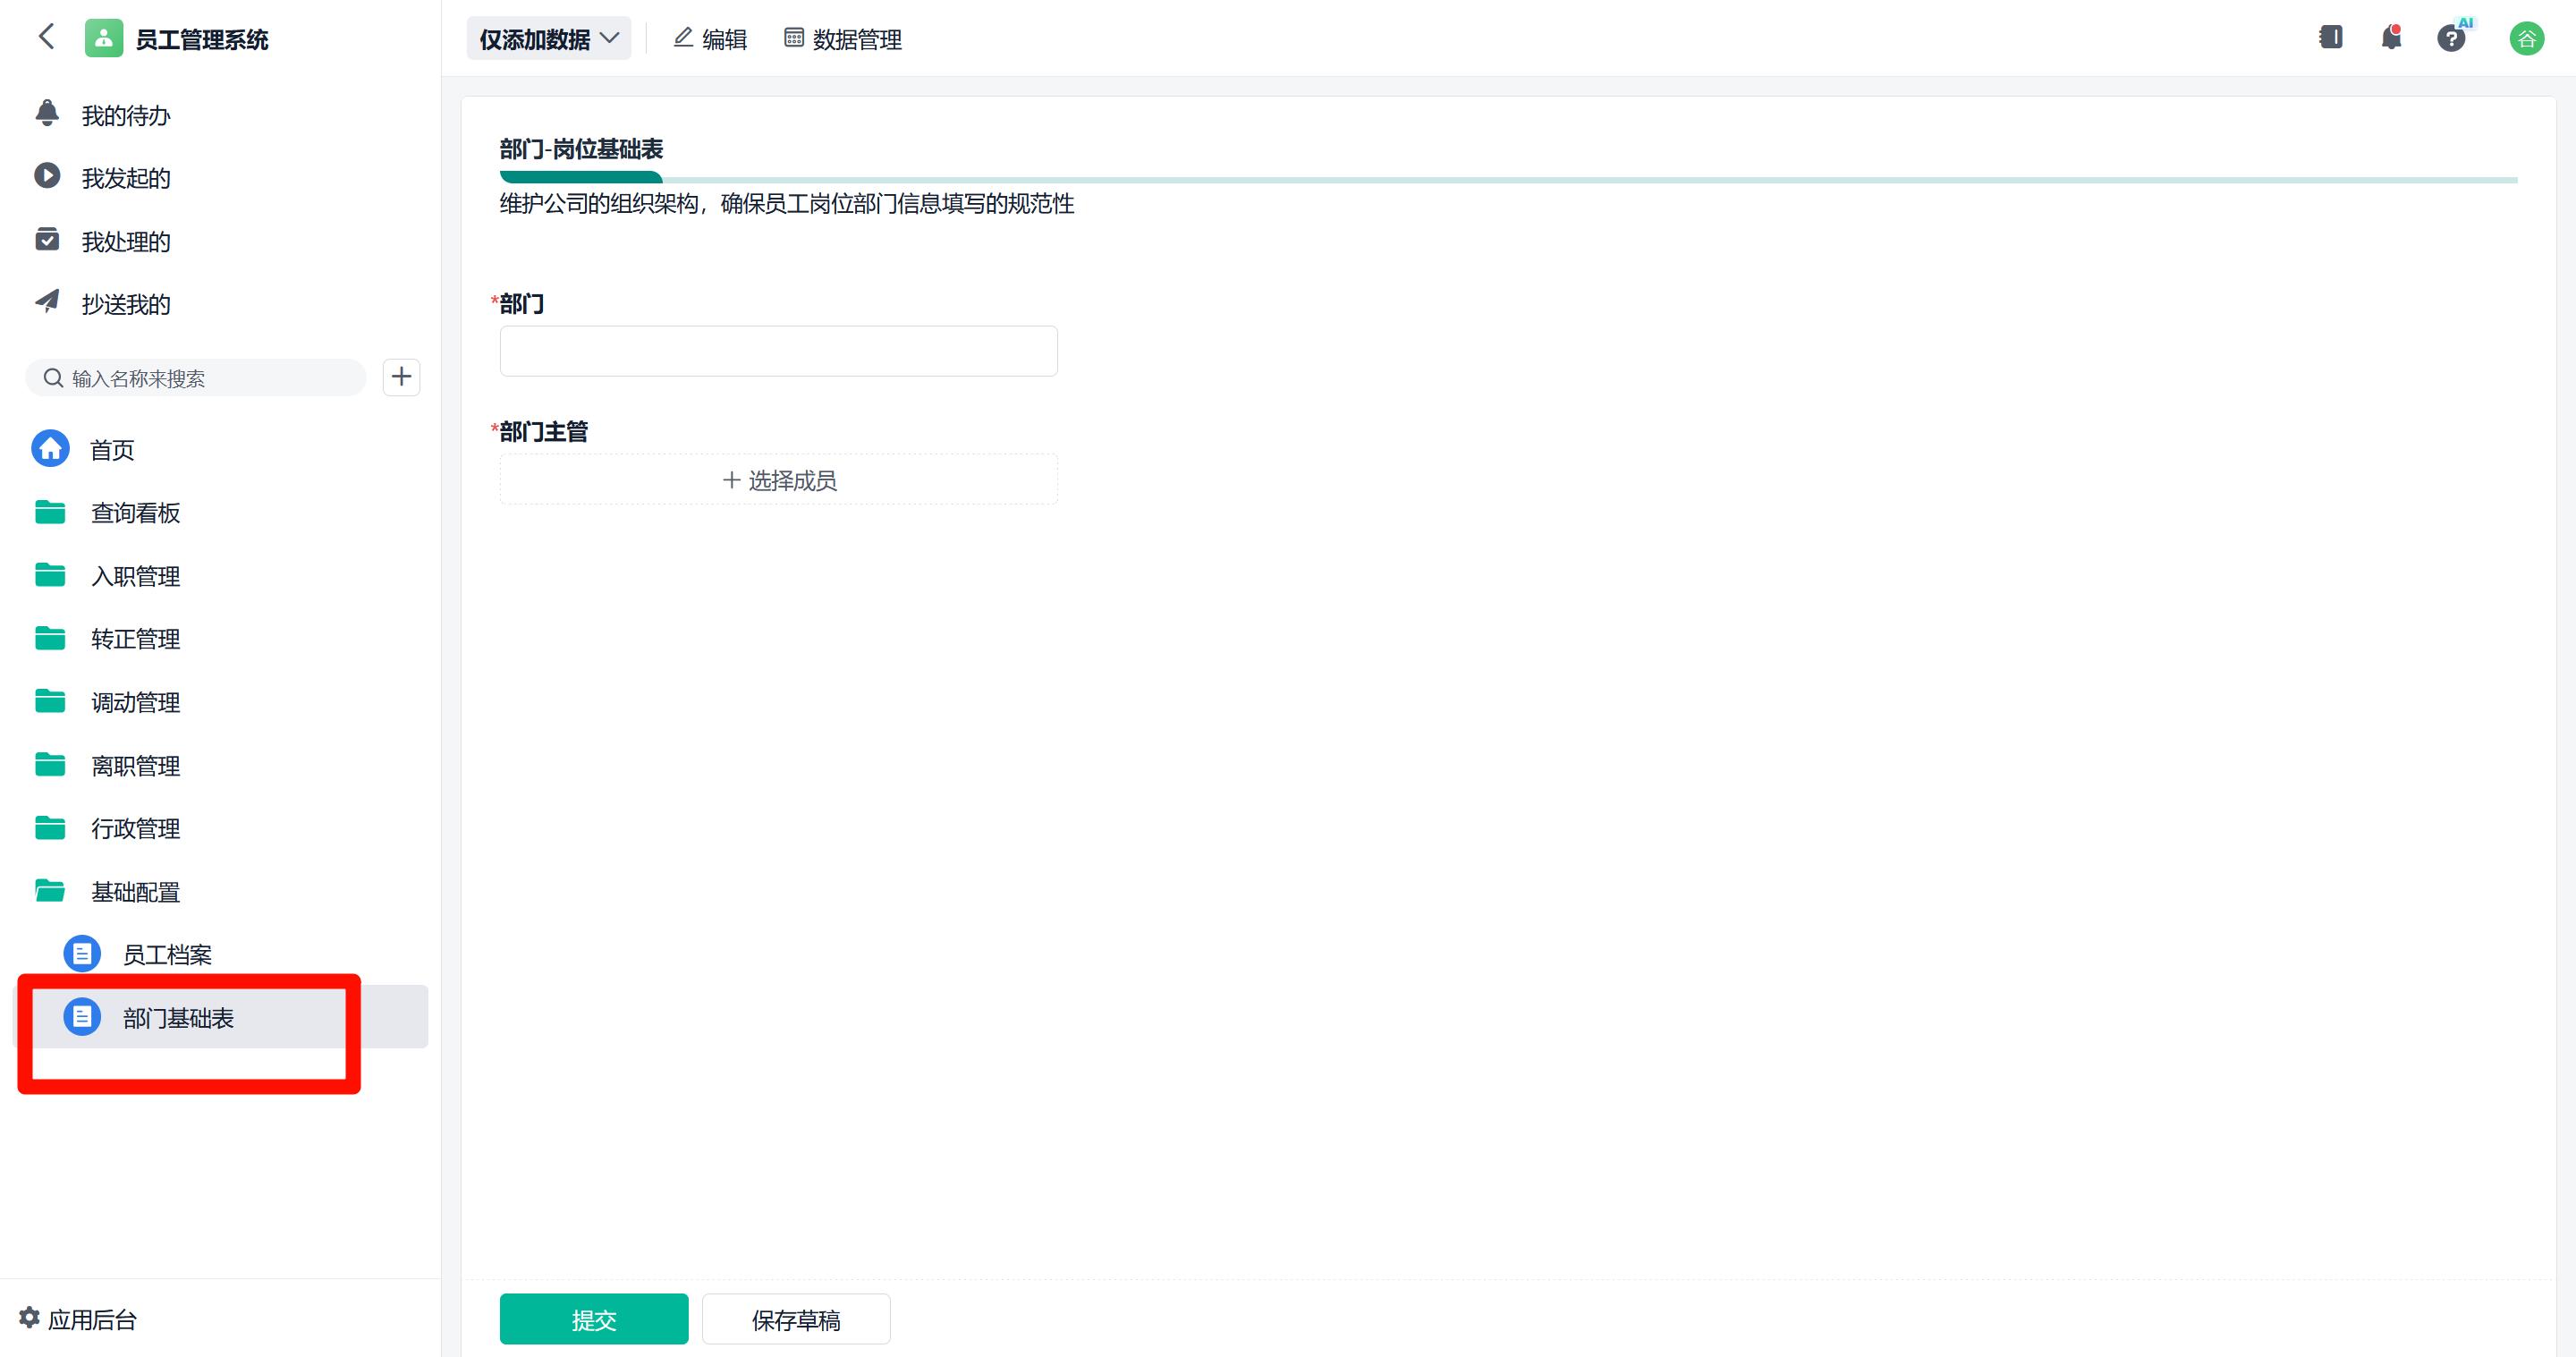 员工管理系统
我的待办
我发起的
我处理的
抄送我的
输入名称来搜索
首页
查询看板
入职管理
转正管理
调动管理
离职管理
行政管理
基础配置
员工档案
部门基础表
应用后台
仅添加数据
编辑
数据管理
AI
谷
部门-岗位基础表
维护公司的组织架构，确保员工岗位部门信息填写的规范性
*部门
*部门主管
选择成员
提交
保存草稿